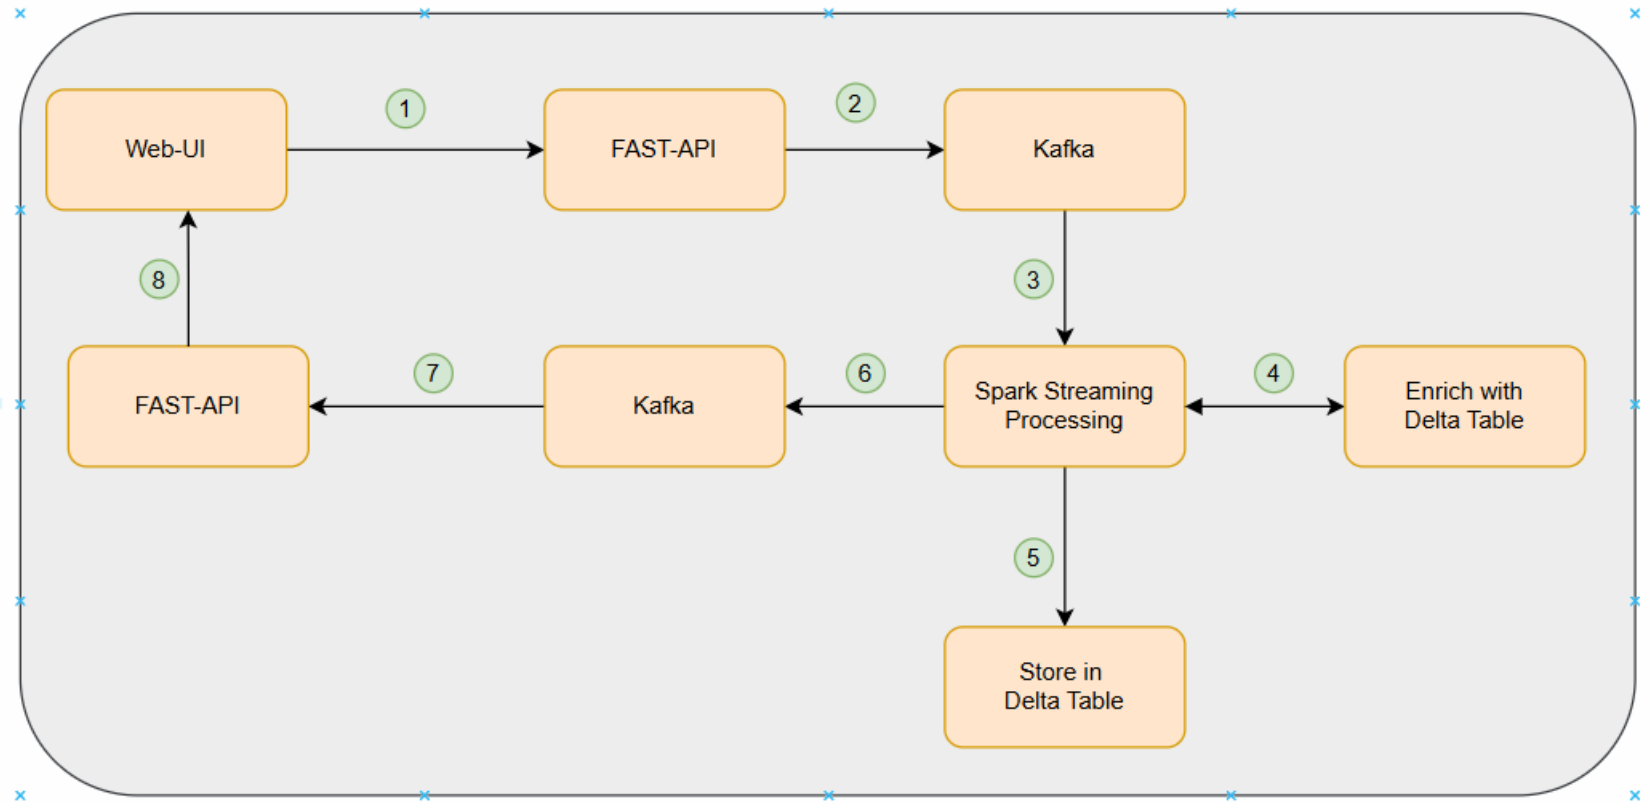 1
2
Web-UI
FAST-API
Kafka
8
3
7
6
4
FAST-API
Kafka
Spark Streaming
Processing
Enrich with
Delta Table
5
Store in
Delta Table